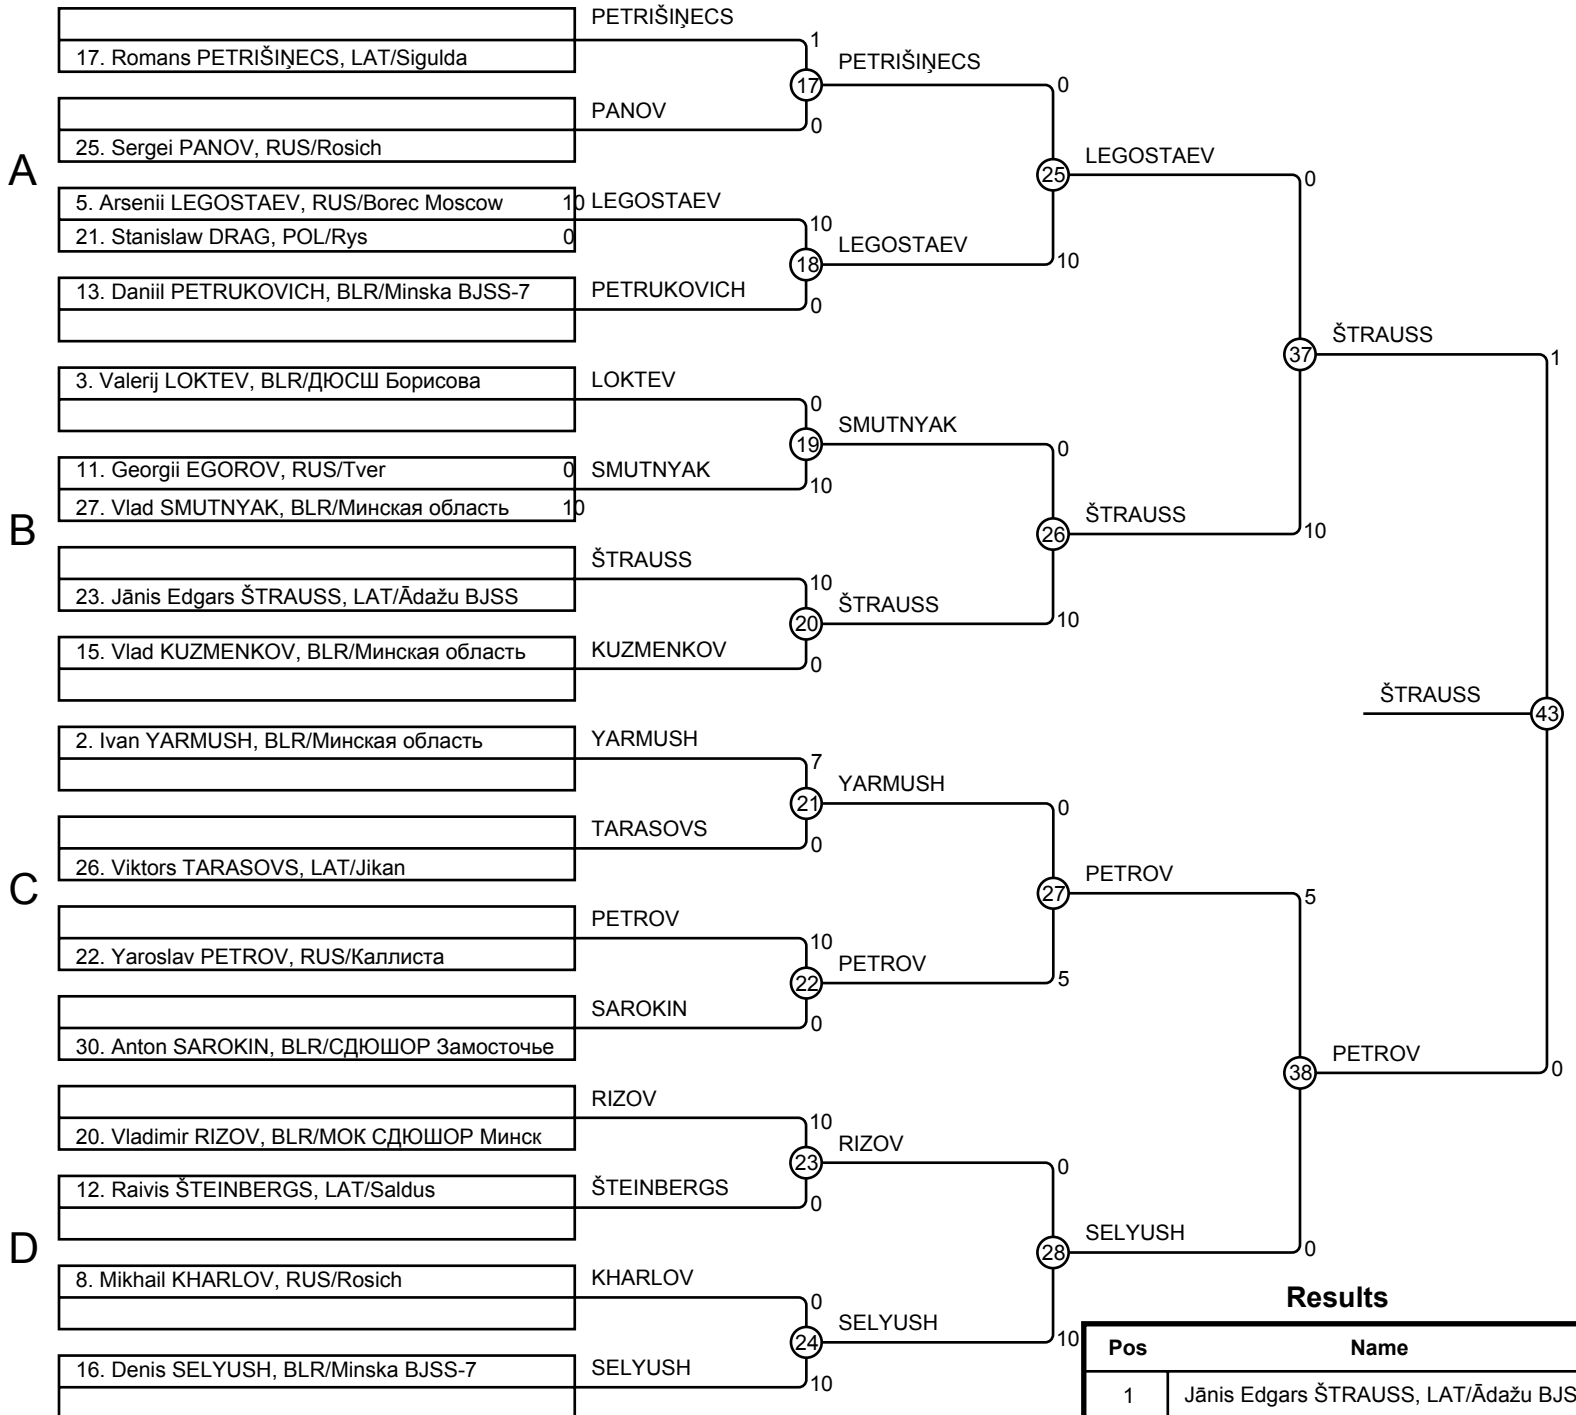 PETRIŠIŅECS
17. Romans PETRIŠIŅECS, LAT/Sigulda
1
17
PETRIŠIŅECS
0
PANOV
25. Sergei PANOV, RUS/Rosich
0
A
25
LEGOSTAEV
0
5. Arsenii LEGOSTAEV, RUS/Borec Moscow 10
21. Stanislaw DRAG, POL/Rys 0
LEGOSTAEV
10
18
LEGOSTAEV
10
13. Daniil PETRUKOVICH, BLR/Minska BJSS-7
PETRUKOVICH
0
37
ŠTRAUSS
1
3. Valerij LOKTEV, BLR/ДЮСШ Борисова
LOKTEV
0
19
SMUTNYAK
0
11. Georgii EGOROV, RUS/Tver 0
27. Vlad SMUTNYAK, BLR/Минская область 10
SMUTNYAK
10
B
26
ŠTRAUSS
10
ŠTRAUSS
23. Jānis Edgars ŠTRAUSS, LAT/Ādažu BJSS
10
20
ŠTRAUSS
10
15. Vlad KUZMENKOV, BLR/Минская область
KUZMENKOV
0
ŠTRAUSS
43
2. Ivan YARMUSH, BLR/Минская область
YARMUSH
7
21
YARMUSH
0
TARASOVS
26. Viktors TARASOVS, LAT/Jikan
0
C
27
PETROV
5
PETROV
22. Yaroslav PETROV, RUS/Каллиста
10
22
PETROV
5
SAROKIN
30. Anton SAROKIN, BLR/СДЮШОР Замосточье
0
38
PETROV
0
RIZOV
20. Vladimir RIZOV, BLR/МОК СДЮШОР Минск
10
23
RIZOV
0
12. Raivis ŠTEINBERGS, LAT/Saldus
ŠTEINBERGS
0
D
28
SELYUSH
0
8. Mikhail KHARLOV, RUS/Rosich
KHARLOV
0
24
SELYUSH
10
16. Denis SELYUSH, BLR/Minska BJSS-7
SELYUSH
10
Results
Pos Name
1 Jānis Edgars ŠTRAUSS, LAT/Ādažu BJS